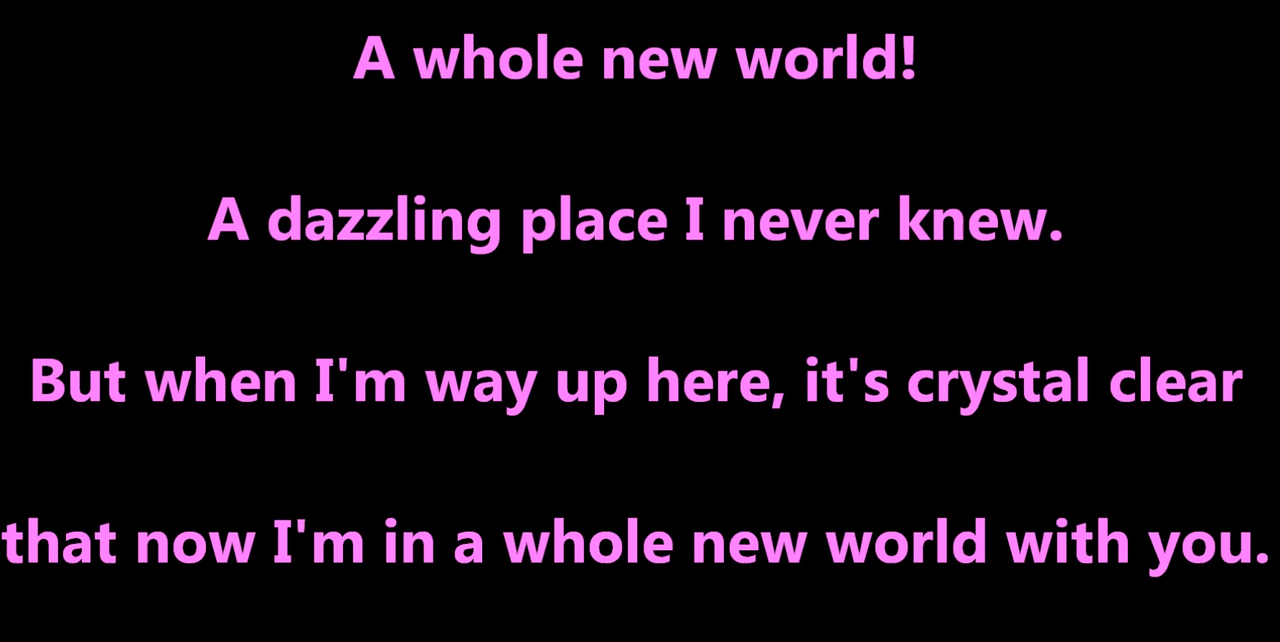 A whole new world!
A dazzling place I never knew.
But when I'm way up here, it's crystal clear
that now I'm in a whole new world with you.